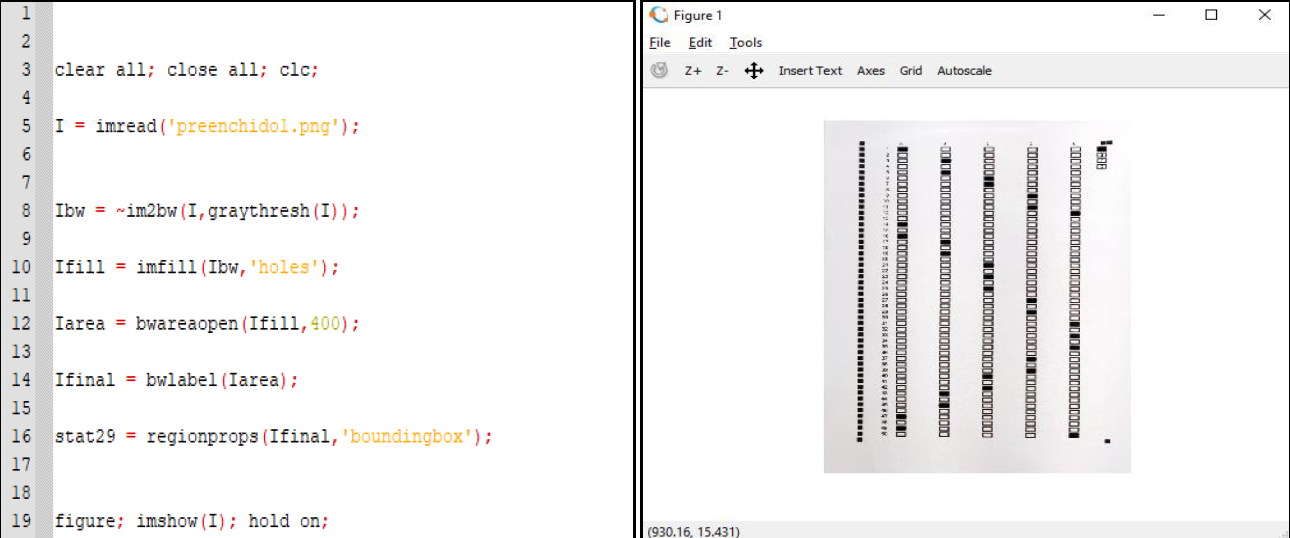 1
2
3 clear all; close all; clc;
4
5 I = imread('preenchido1.png');
6
7
8 Ibw = ~im2bw(I,graythresh(I));
9
10 Ifill = imfill(Ibw,'holes');
11
12 Iarea = bwareaopen(Ifill,400);
13
14 Ifinal = bwlabel(Iarea);
15
16 stat29 = regionprops(Ifinal,'boundingbox');
17
18
19 figure; imshow(I); hold on;
Figure 1
File Edit Tools
Z+ Z- Insert Text Axes Grid Autoscale
(930.16, 15.431)